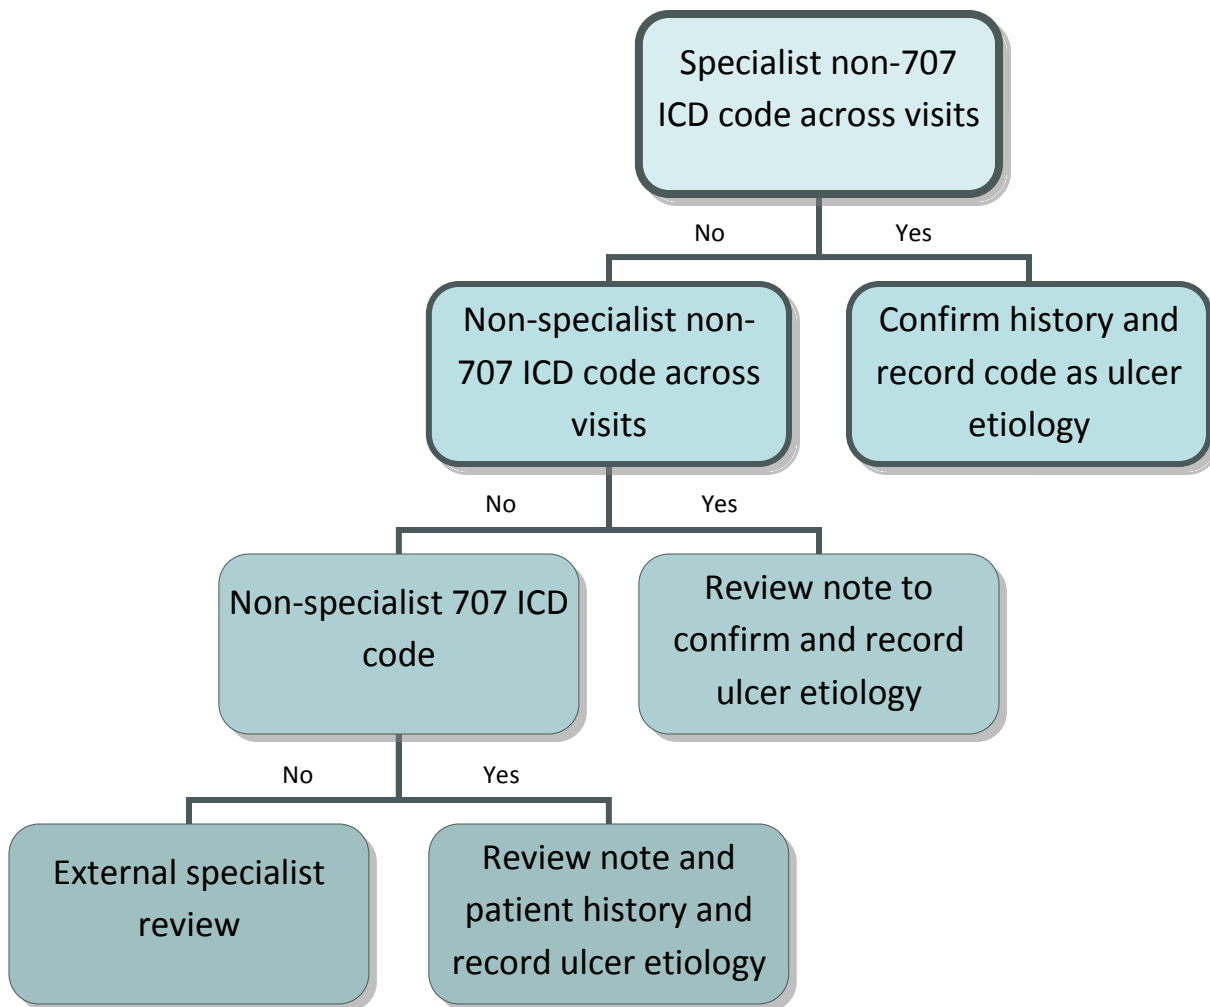 Specialist non-707
ICD code across visits
No
Yes
Non-specialist non-
707 ICD code across
visits
Confirm history and
record code as ulcer
etiology
No
Yes
Non-specialist 707 ICD
code
Review note to
confirm and record
ulcer etiology
No
Yes
External specialist
review
Review note and
patient history and
record ulcer etiology